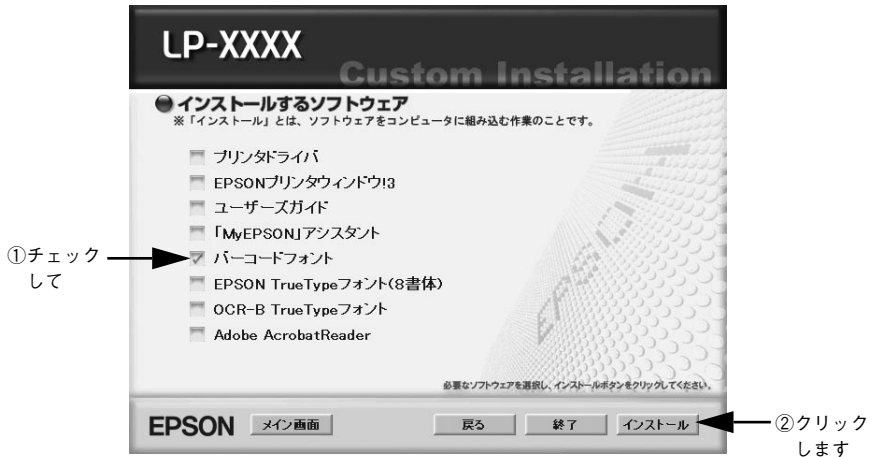 LP-XXXX
Custom Installation
インストールするソフトウェア
※「インストール」とは、ソフトウェアをコンピュータに組み込む作業のことです。
プリンタドライバ
EPSONプリンタウィンドウ!3
ユーザーズガイド
「MyEPSON」アシスタント
①チェック
して
バーコードフォント
EPSON TrueTypeフォント(8書体)
OCR-B TrueTypeフォント
Adobe AcrobatReader
EPSON
必要なソフトウェアを選択し、インストールボタンをクリックしてください。
EPSON
メイン画面
戻る
終了
インストール
②クリック
します